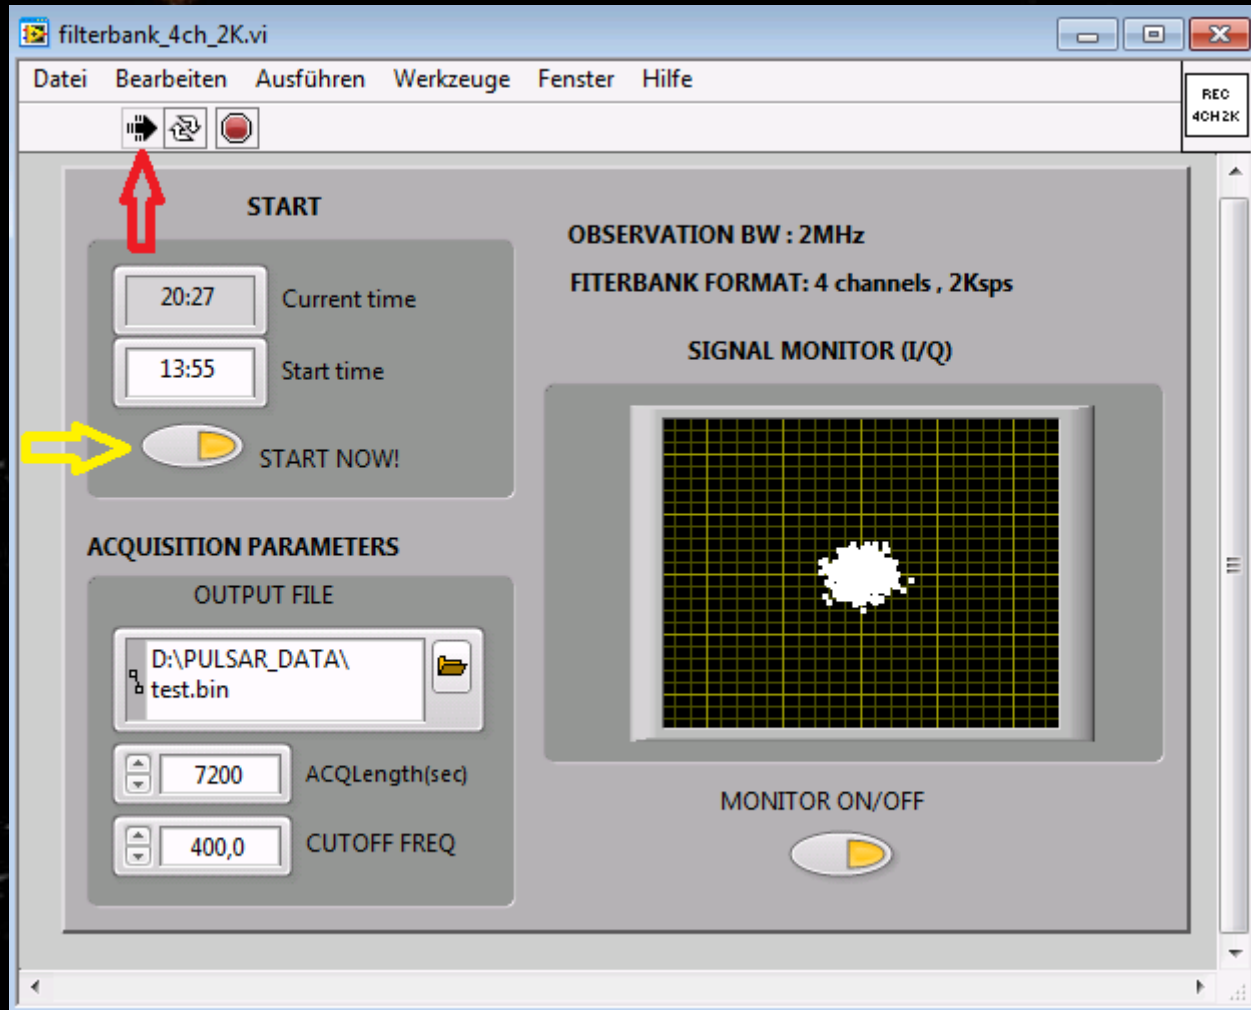 filterbank_4ch_2K.vi
Datei Bearbeiten Ausführen Werkzeuge Fenster Hilfe
REC
4CH2K
START
20:27 Current time
13:55 Start time
START NOW!
ACQUISITION PARAMETERS
OUTPUT FILE
D:\PULSAR_DATA\
test.bin
7200 ACQLength(sec)
400,0 CUTOFF FREQ
OBSERVATION BW : 2MHz
FITERBANK FORMAT: 4 channels , 2Ksps
SIGNAL MONITOR (I/Q)
MONITOR ON/OFF